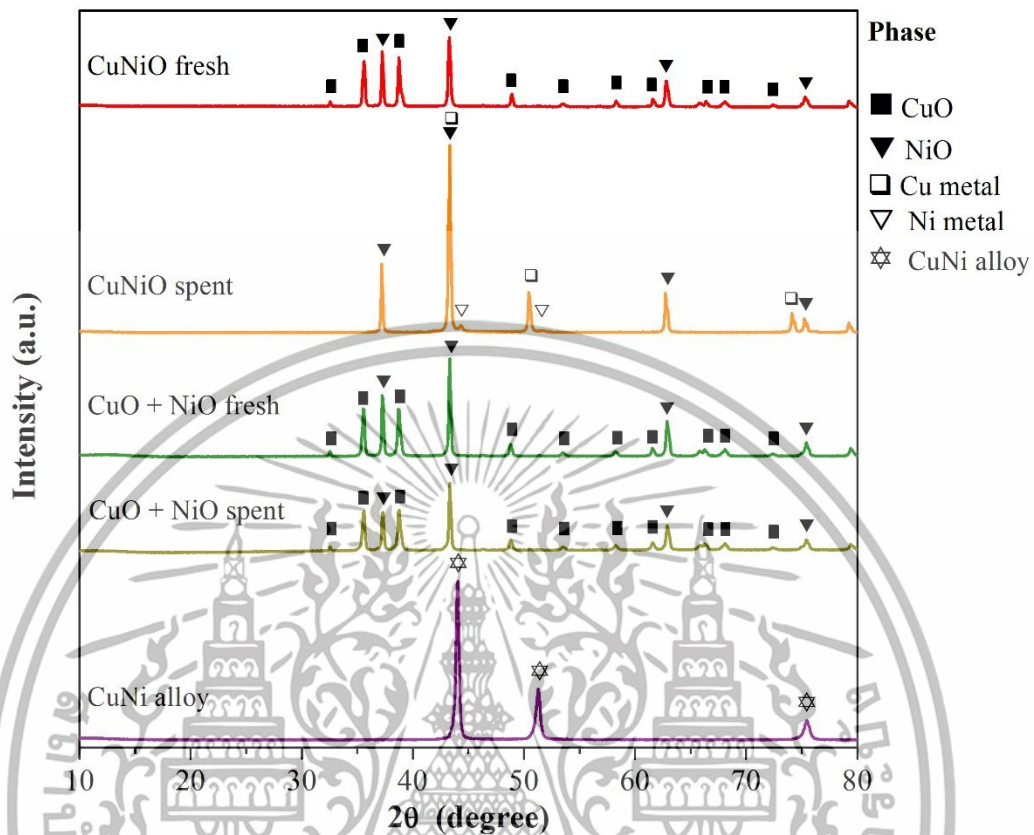 Phase
CuO
NiO
Cu metal
Ni metal
CuNi alloy
CuNiO fresh
CuNiO spent
CuO + NiO fresh
CuO + NiO spent
CuNi alloy
Intensity (a.u.)
10 20 30 40 50 60 70 80
2θ (degree)